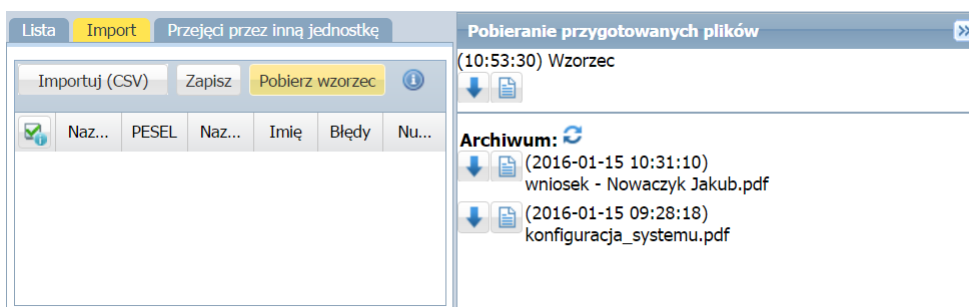 Lista Import Przejęci przez inną jednostkę
Importuj (CSV) Zapisz Pobierz wzorzec
Naz... PESEL Naz... Imię Błędy Nu...
Pobieranie przygotowanych plików
(10:53:30) Wzorzec
Archiwum:
(2016-01-15 10:31:10)
wniosek - Nowaczyk Jakub.pdf
(2016-01-15 09:28:18)
konfiguracja_systemu.pdf